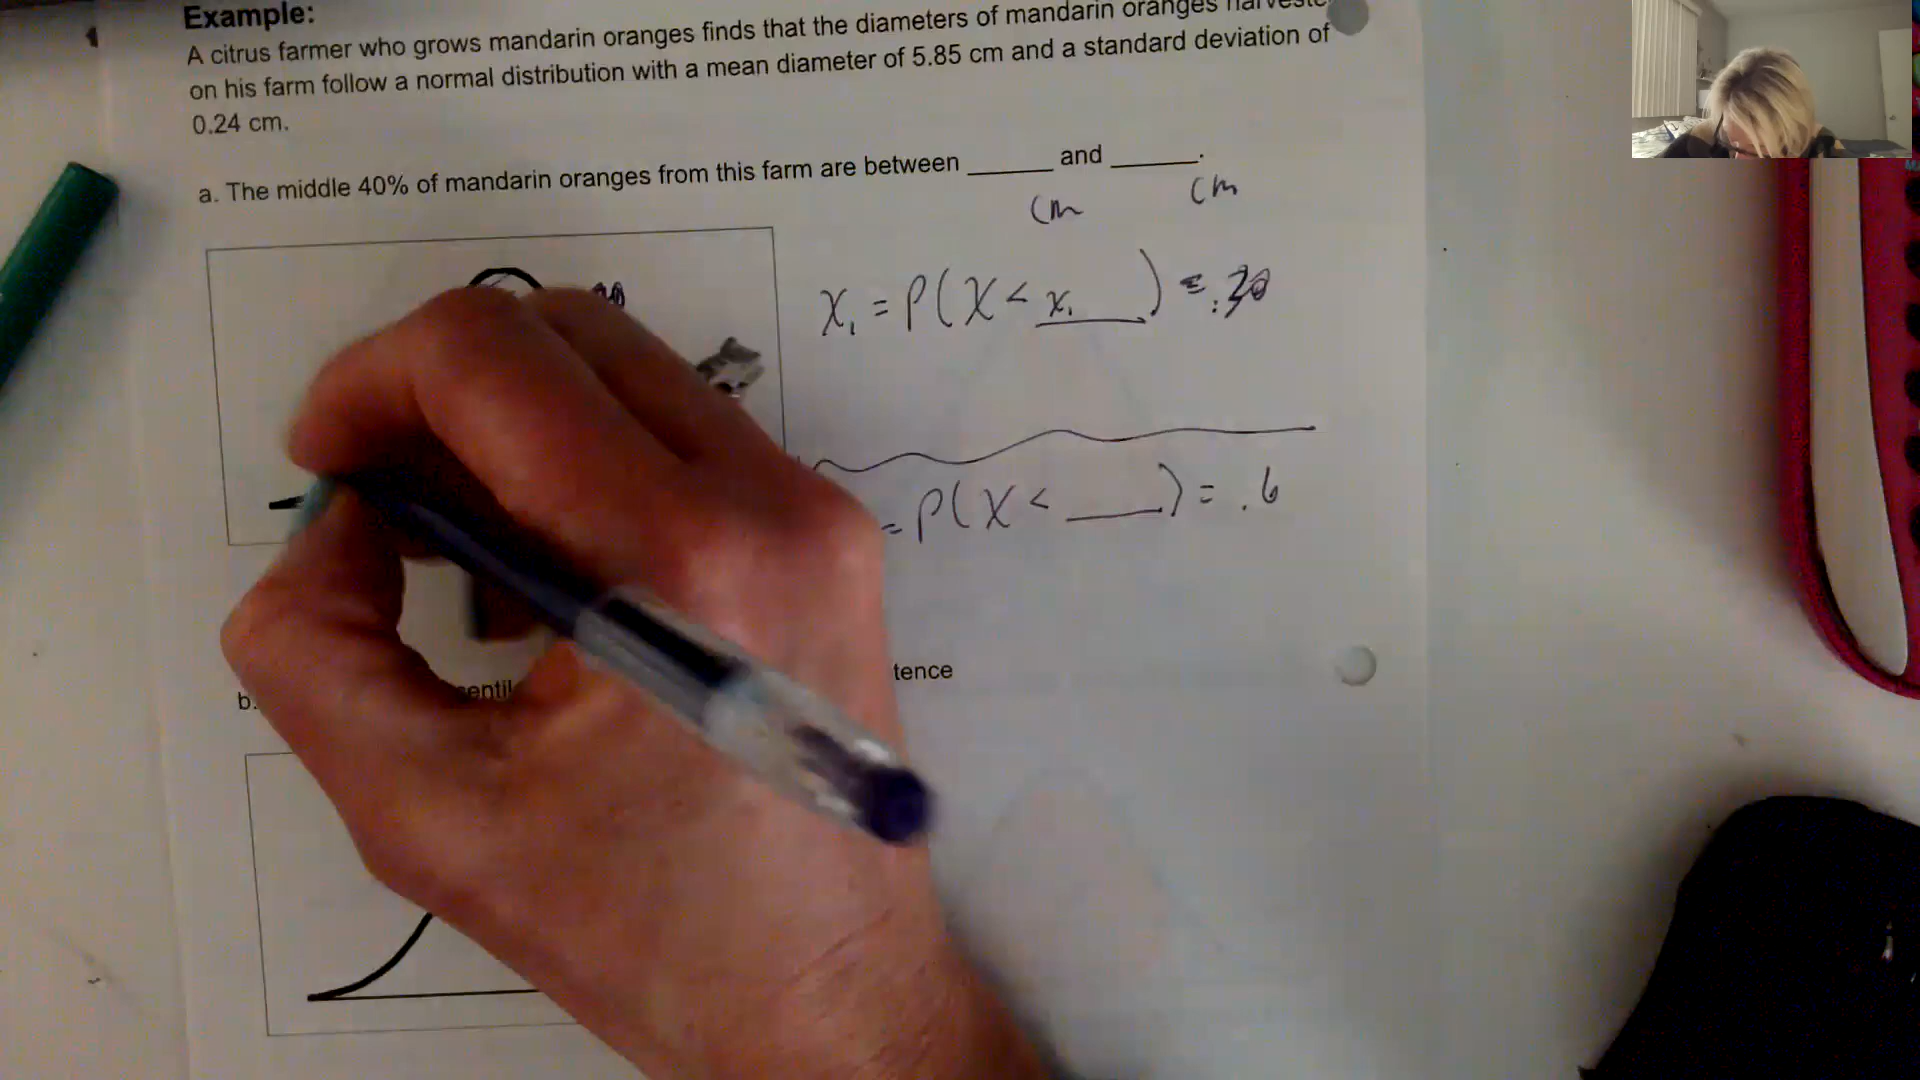 Example:
A citrus farmer who grows mandarin oranges finds that the diameters of mandarin oranges
on his farm follow a normal distribution with a mean diameter of 5.85 cm and a standard deviation of
0.24 cm.
a. The middle 40% of mandarin oranges from this farm are between ______ and ______.
cm cm
X₁ = P(X < x₁) = .30
= P(X < ____) = .6
tence
b.